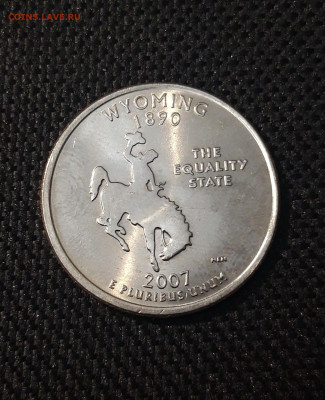 COINS.LAVE.RU
WYOMING
1890
THE
EQUALITY
STATE
2007
E PLURIBUS UNUM